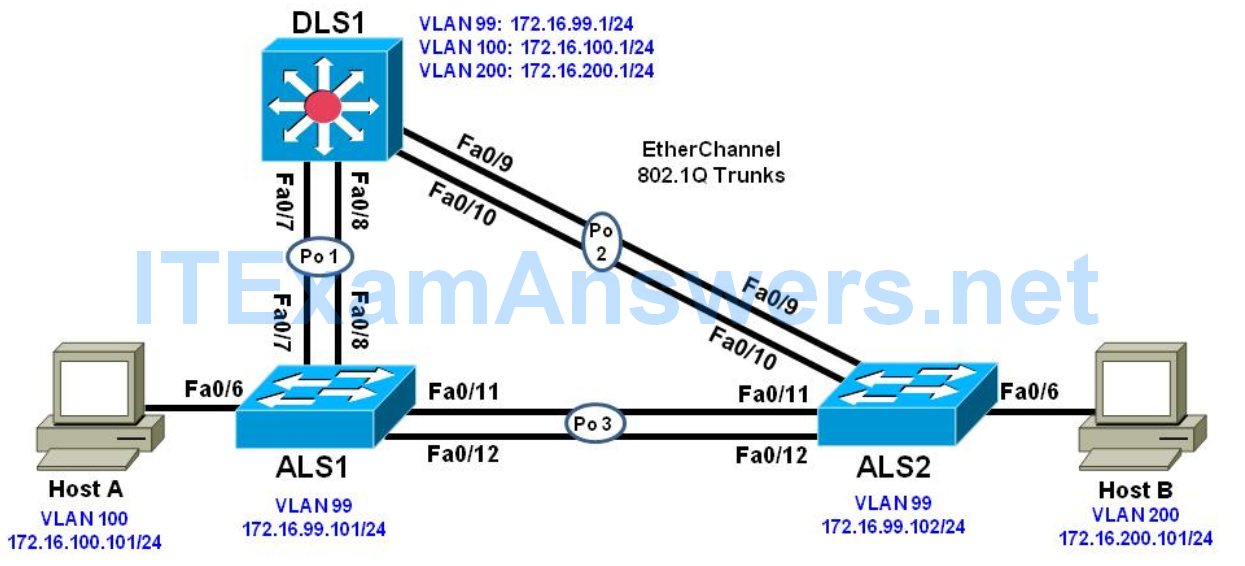 DLS1
VLAN 99: 172.16.99.1/24
VLAN 100: 172.16.100.1/24
VLAN 200: 172.16.200.1/24
EtherChannel
802.1Q Trunks
Fa0/9
Fa0/10
Fa0/7
Fa0/8
Po 1
Po
2
ITExamAnswers.net
Fa0/7
Fa0/8
Fa0/9
Fa0/10
Fa0/6
Fa0/11
Fa0/12
Po 3
Fa0/11
Fa0/12
Fa0/6
Host A
VLAN 100
172.16.100.101/24
ALS1
VLAN 99
172.16.99.101/24
ALS2
VLAN 99
172.16.99.102/24
Host B
VLAN 200
172.16.200.101/24